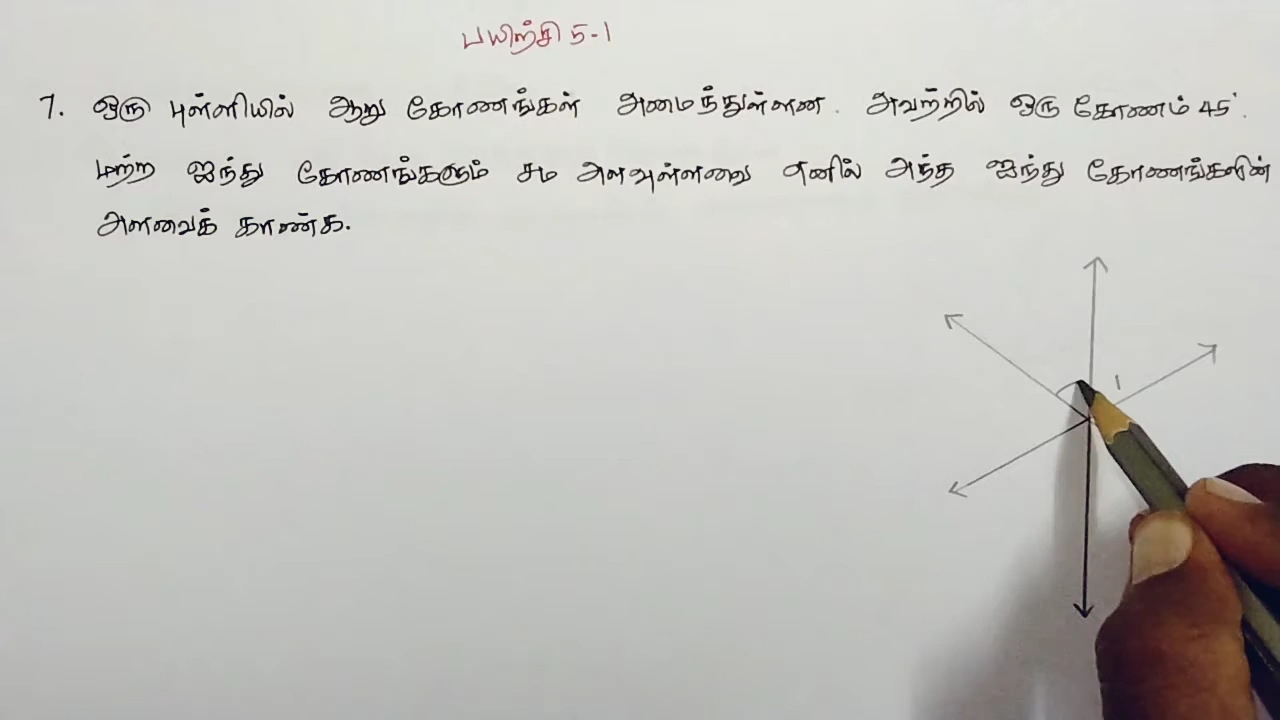 பயிற்சி 5-1
7. ஒரு புள்ளியில் ஆறு கோணங்கள் அமைந்துள்ளன. அவற்றில் ஒரு கோணம் 45°.
மற்ற ஐந்து கோணங்களும் சம அளவுள்ளவை எனில் அந்த ஐந்து கோணங்களின்
அளவைக் காண்க.
1